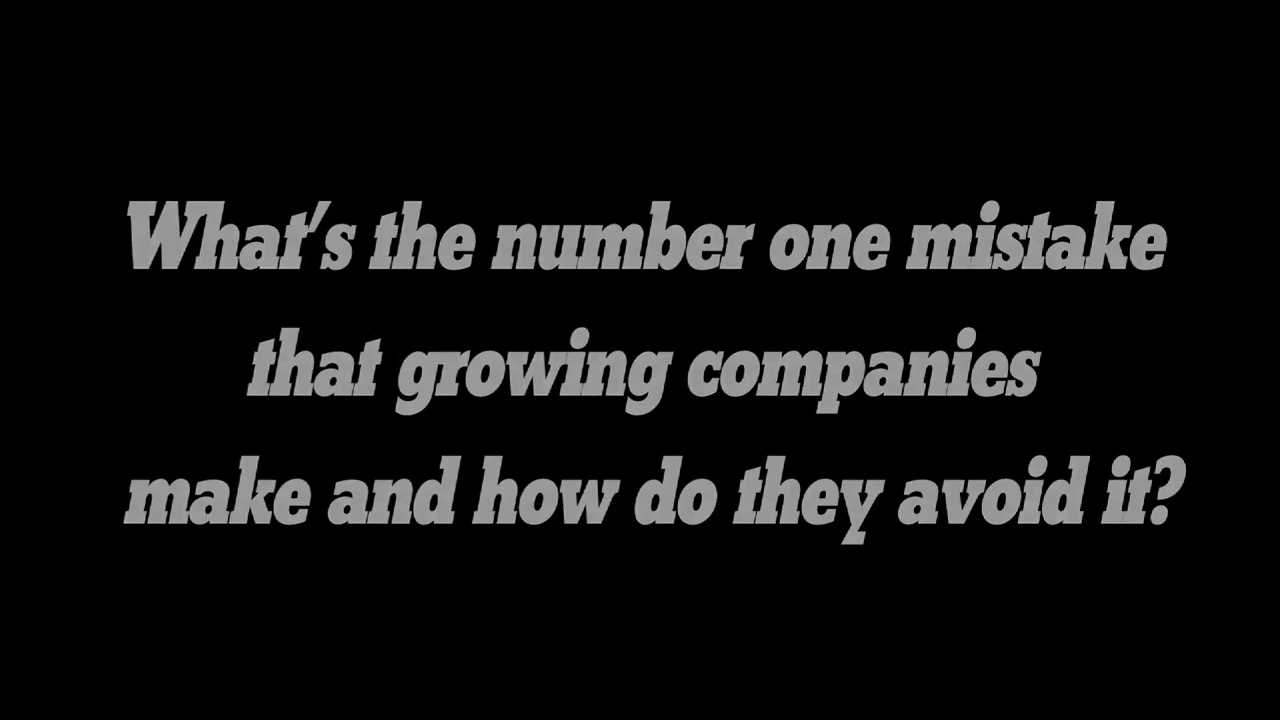 What's the number one mistake
that growing companies
make and how do they avoid it?